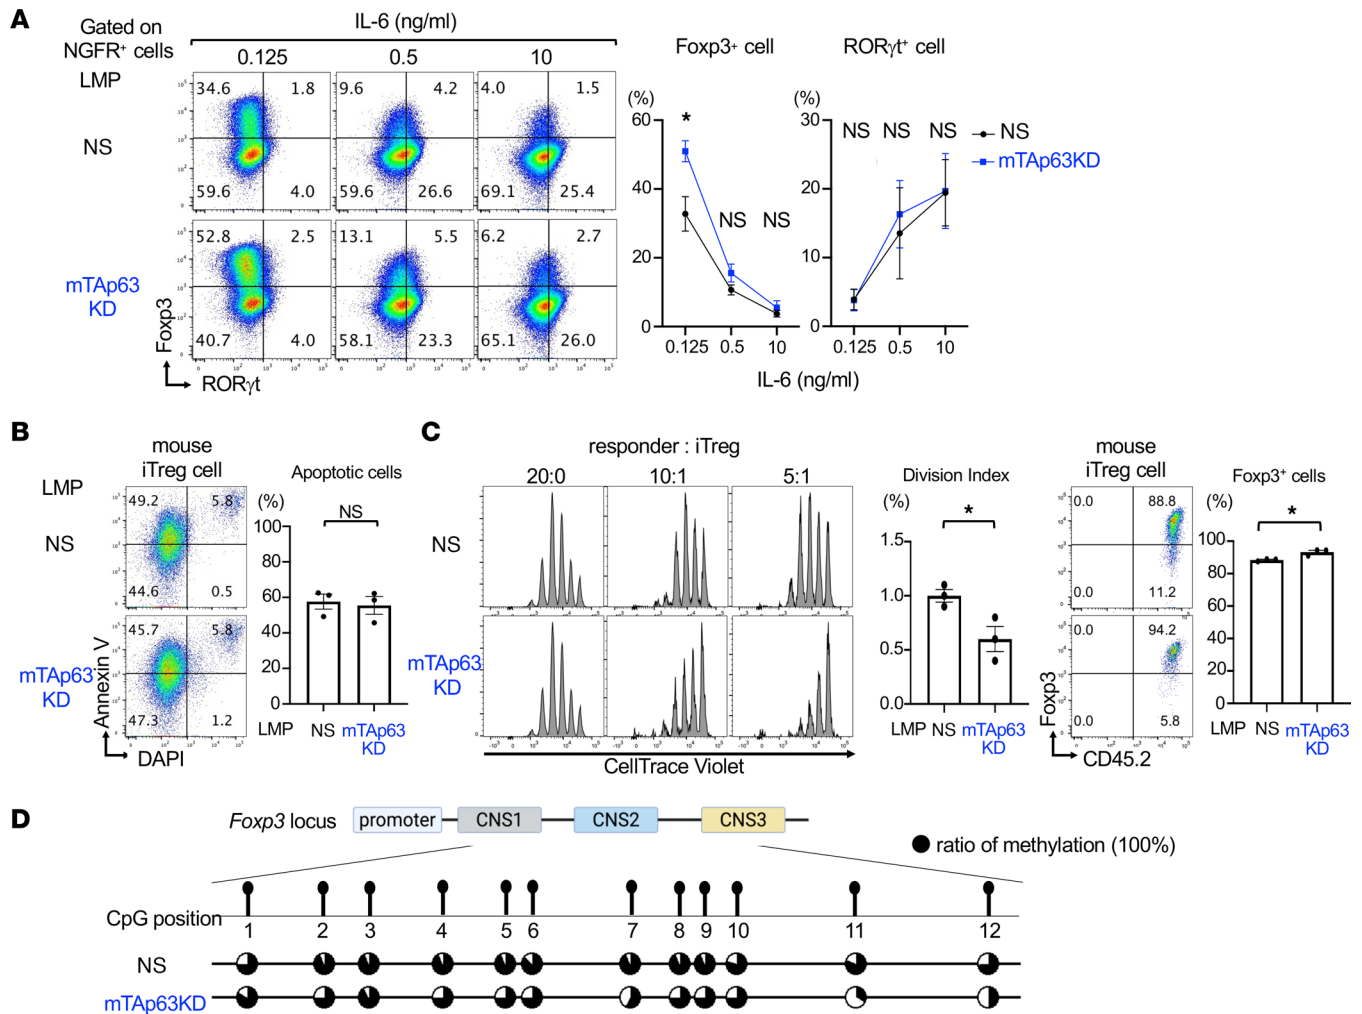 A
Gated on
NGFR+ cells
IL-6 (ng/ml)
0.125 0.5 10
LMP
NS
34.6 1.8 9.6 4.2 4.0 1.5
59.6 4.0 59.6 26.6 69.1 25.4
mTAp63
KD
52.8 2.5 13.1 5.5 6.2 2.7
40.7 4.0 58.1 23.3 65.1 26.0
Foxp3
RORγt
Foxp3+ cell RORγt+ cell
(%) (%)
60
40
20
0
*
NS NS
0.125 0.5 10
30
20
10
0
NS NS NS
0.125 0.5 10
IL-6 (ng/ml)
NS
mTAp63KD
B
mouse
iTreg cell
LMP
NS
49.2 5.8
44.6 0.5
mTAp63
KD
45.7 5.8
47.3 1.2
Annexin V
DAPI
Apoptotic cells
(%)
NS
100
80
60
40
20
0
LMP NS mTAp63
KD
C
responder : iTreg
20:0 10:1 5:1
NS
mTAp63
KD
CellTrace Violet
Division Index
*
1.5
1.0
0.5
0.0
LMP NS mTAp63
KD
mouse
iTreg cell
0.0 88.8
0.0 11.2
0.0 94.2
0.0 5.8
Foxp3
CD45.2
Foxp3+ cells
(%)
*
100
80
60
40
20
0
LMP NS mTAp63
KD
D
Foxp3 locus promoter CNS1 CNS2 CNS3
ratio of methylation (100%)
CpG position 1 2 3 4 5 6 7 8 9 10 11 12
NS
mTAp63KD